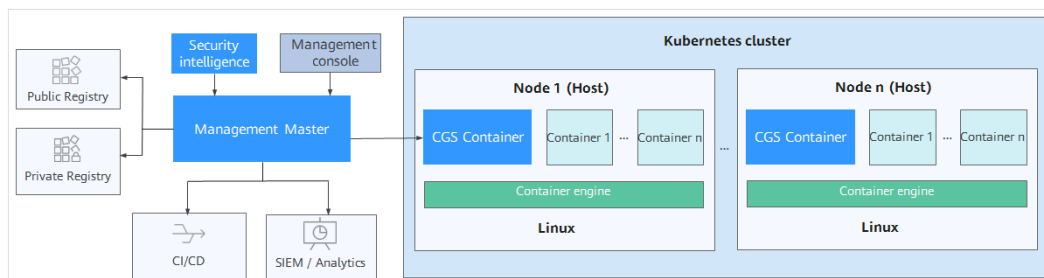 Kubernetes cluster
Security
intelligence
Management
console
Public Registry
Management Master
Private Registry
CI/CD
SIEM / Analytics
Node 1 (Host)
CGS Container
Container 1
...
Container n
Container engine
Linux
...
Node n (Host)
CGS Container
Container 1
...
Container n
Container engine
Linux